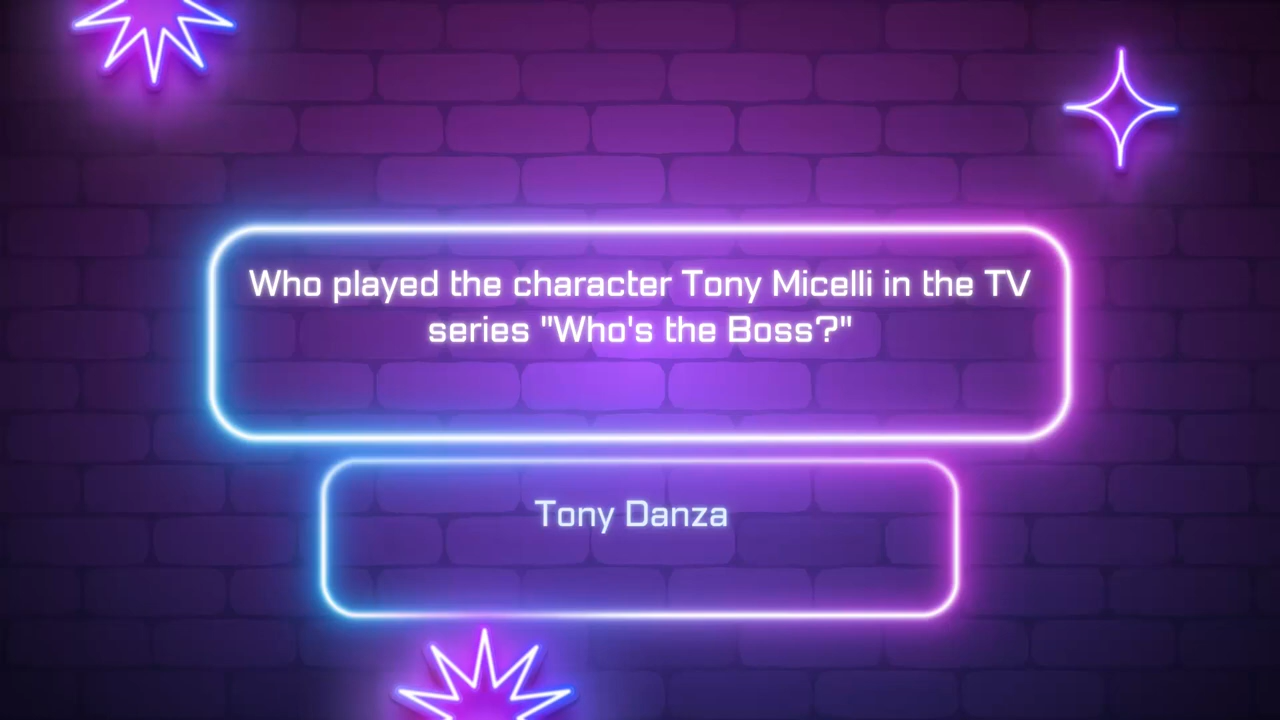 Who played the character Tony Micelli in the TV
series "Who's the Boss?"
Tony Danza